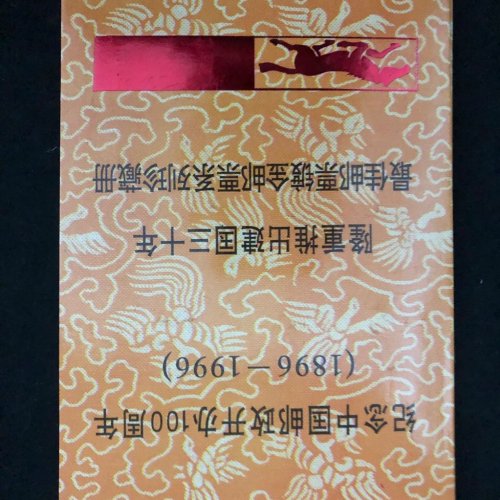 纪念中国邮政开办100周年
(1896－1996)
隆重推出建国三十年
最佳邮票镀金邮票系列珍藏册